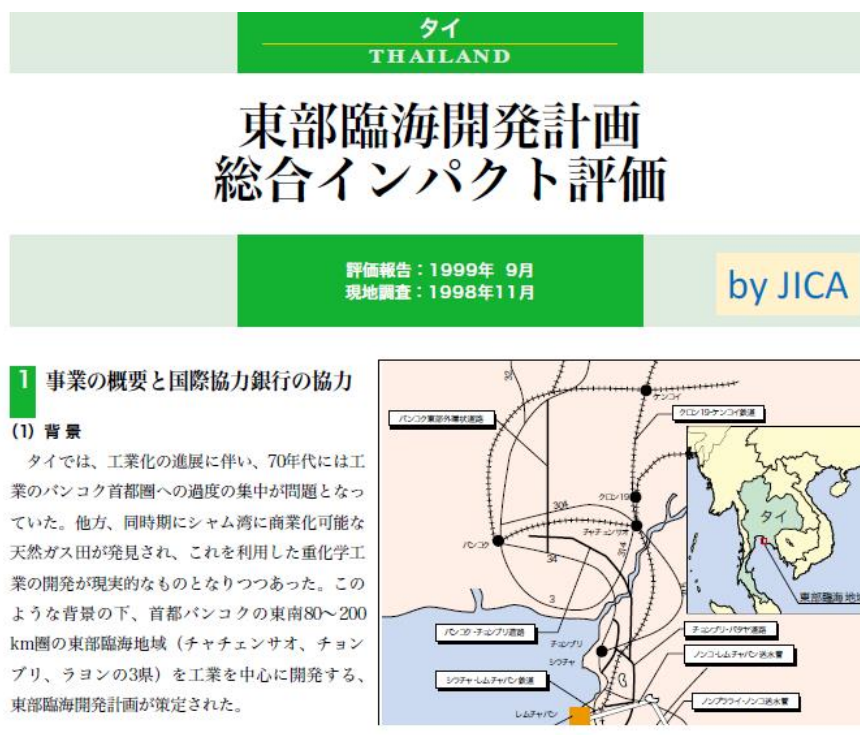 タイ
THAILAND
東部臨海開発計画
総合インパクト評価
評価報告：1999年 9月
現地調査：1998年11月
by JICA
1 事業の概要と国際協力銀行の協力
(1) 背 景
タイでは、工業化の進展に伴い、70年代には工
業のバンコク首都圏への過度の集中が問題となっ
ていた。他方、同時期にシャム湾に商業化可能な
天然ガス田が発見され、これを利用した重化学工
業の開発が現実的なものとなりつつあった。この
ような背景の下、首都バンコクの東南80～200
km圏の東部臨海地域（チャチェンサオ、チョン
ブリ、ラヨンの3県）を工業を中心に開発する、
東部臨海開発計画が策定された。
ケンコイ
バンコク東部外環状道路
クロン19-ケンコイ鉄道
クロン19
タイ
チャチェンサオ
バンコク
34
3
東部臨海地
バンコク-チョンブリ道路
チョンブリ-パタヤ道路
チョンブリ
シラチャ
ノンコ-レムチャバン送水管
シラチャ-レムチャバン鉄道
ノンプラライ-ノンコ送水管
レムチャバン